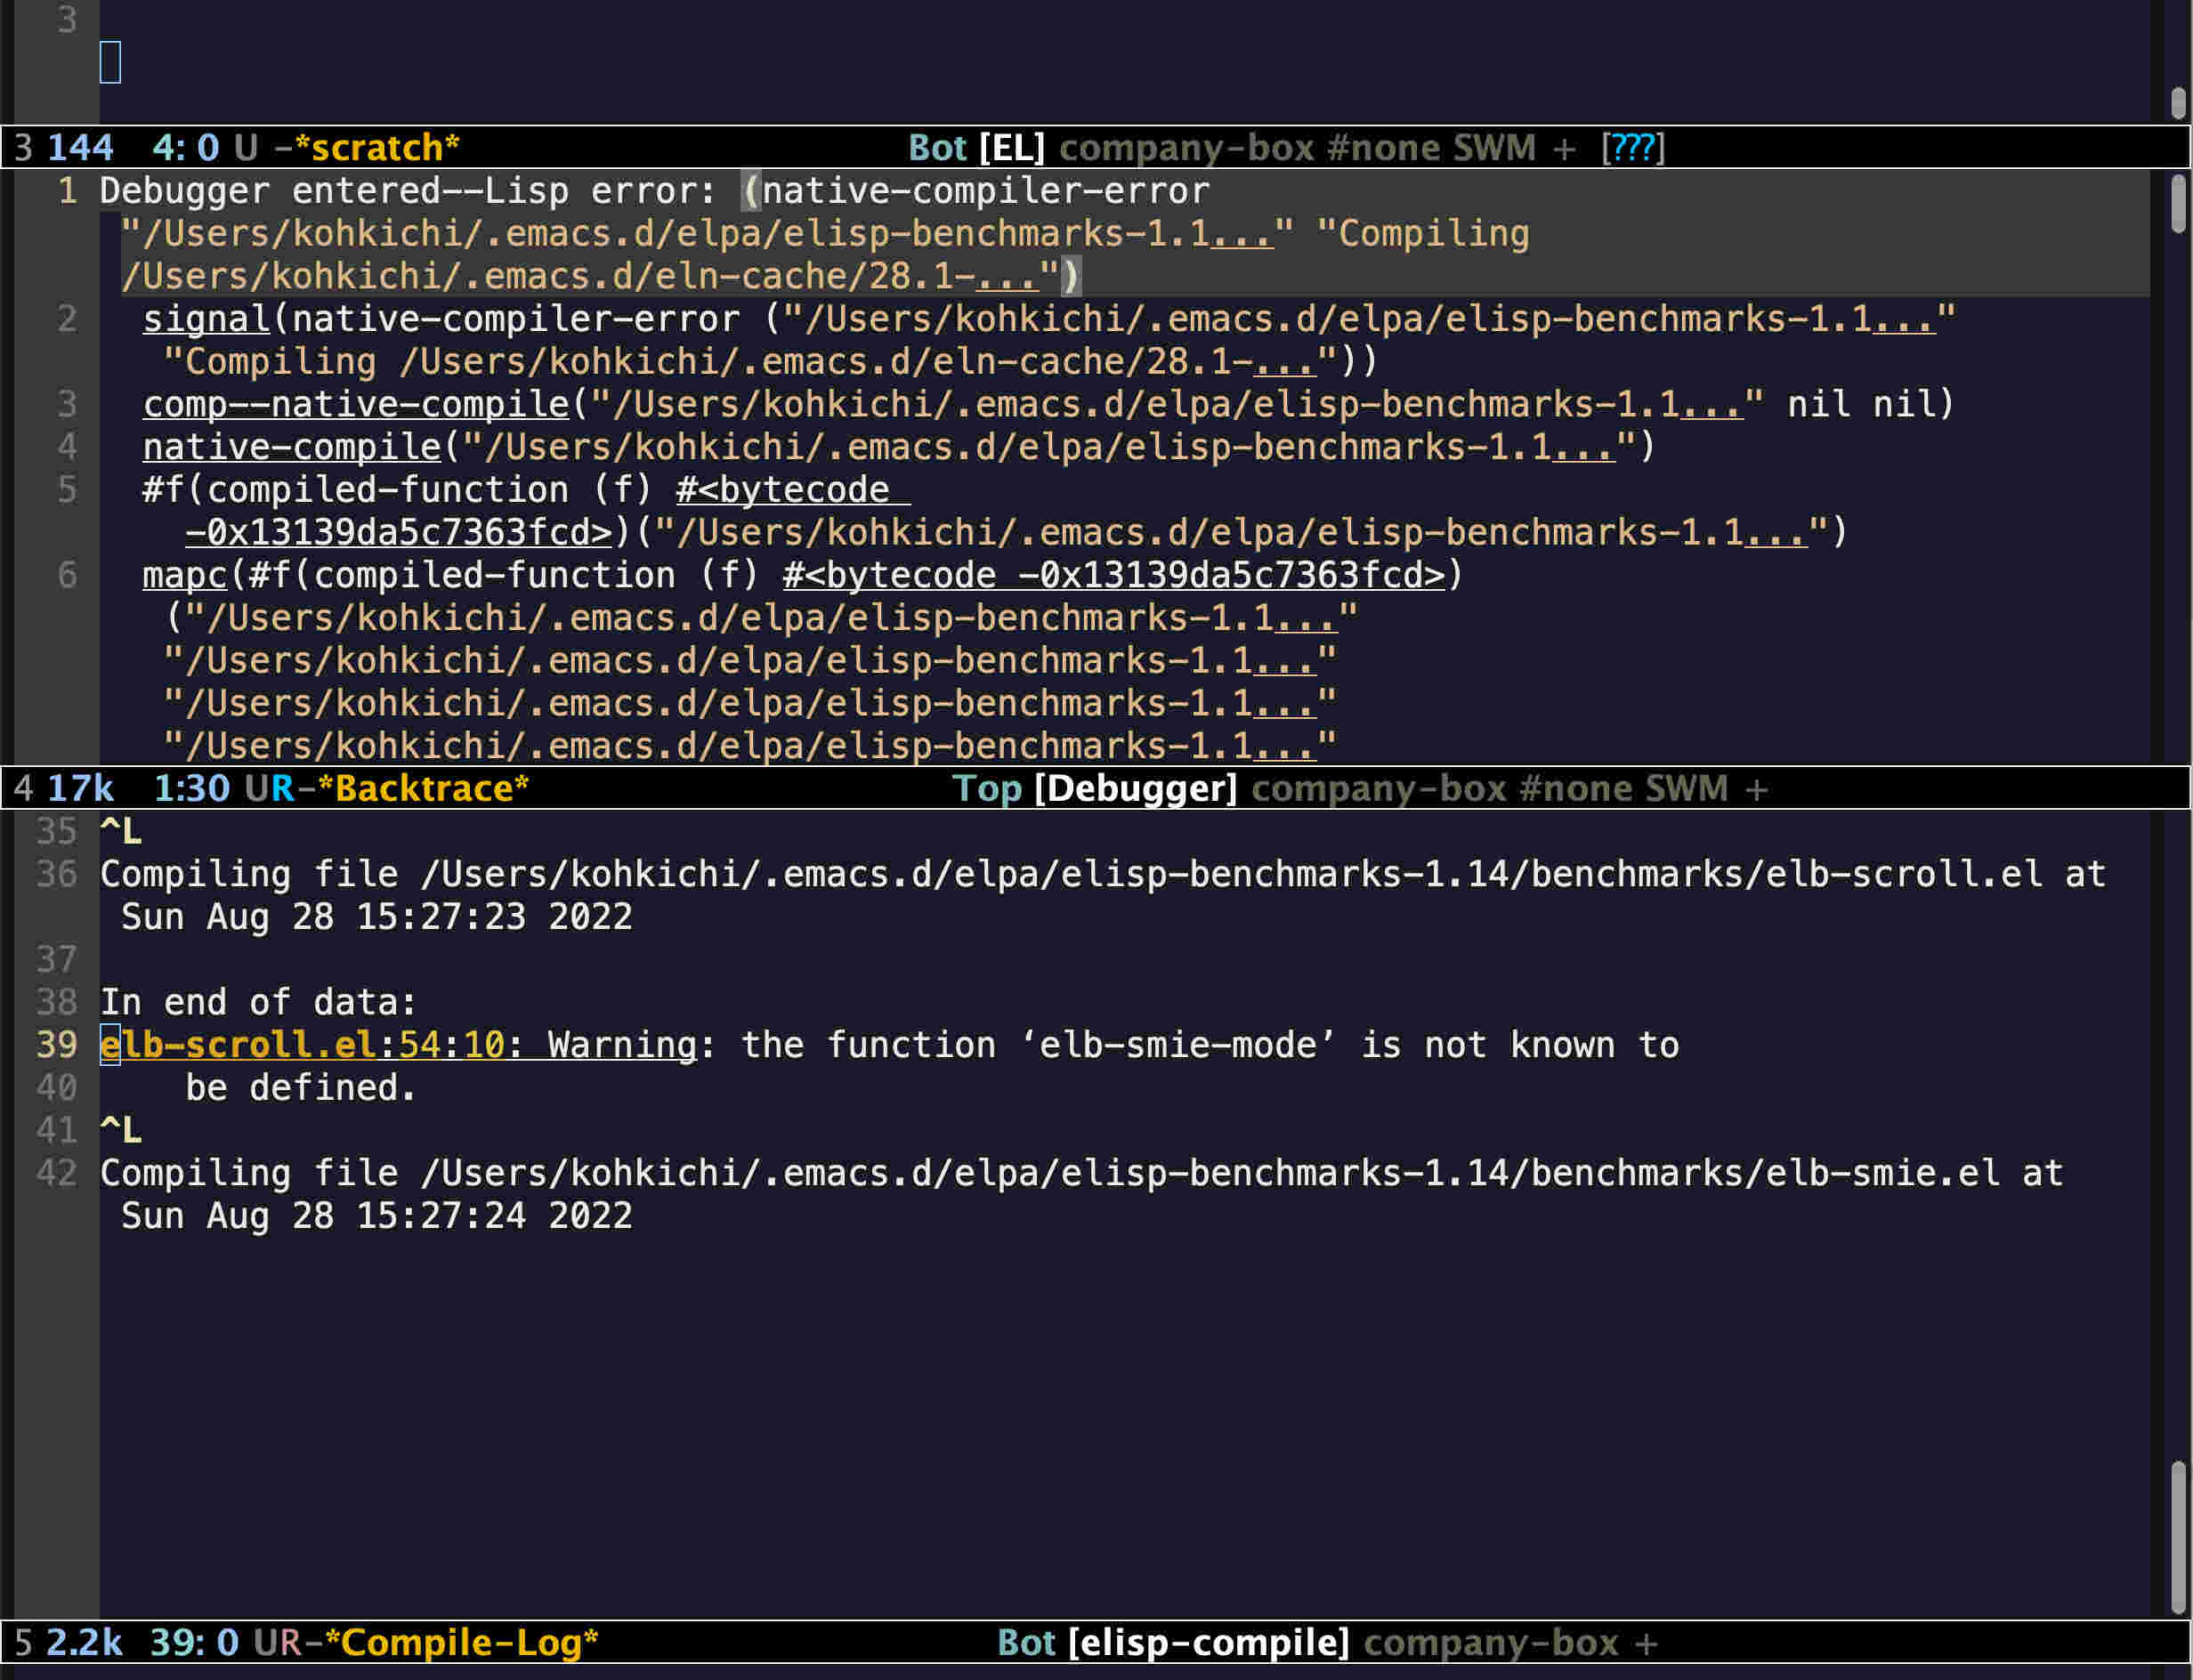 3
3 144 4: 0 U -*scratch* Bot [EL] company-box #none SWM + [???]
1 Debugger entered--Lisp error: (native-compiler-error
"/Users/kohkichi/.emacs.d/elpa/elisp-benchmarks-1.1..." "Compiling
/Users/kohkichi/.emacs.d/eln-cache/28.1-...")
2 signal(native-compiler-error ("/Users/kohkichi/.emacs.d/elpa/elisp-benchmarks-1.1..."
"Compiling /Users/kohkichi/.emacs.d/eln-cache/28.1-..."))
3 comp--native-compile("/Users/kohkichi/.emacs.d/elpa/elisp-benchmarks-1.1..." nil nil)
4 native-compile("/Users/kohkichi/.emacs.d/elpa/elisp-benchmarks-1.1...")
5 #f(compiled-function (f) #<bytecode
-0x13139da5c7363fcd>)("/Users/kohkichi/.emacs.d/elpa/elisp-benchmarks-1.1...")
6 mapc(#f(compiled-function (f) #<bytecode -0x13139da5c7363fcd>)
("/Users/kohkichi/.emacs.d/elpa/elisp-benchmarks-1.1..."
"/Users/kohkichi/.emacs.d/elpa/elisp-benchmarks-1.1..."
"/Users/kohkichi/.emacs.d/elpa/elisp-benchmarks-1.1..."
"/Users/kohkichi/.emacs.d/elpa/elisp-benchmarks-1.1..."
4 17k 1:30 UR-*Backtrace* Top [Debugger] company-box #none SWM +
35 ^L
36 Compiling file /Users/kohkichi/.emacs.d/elpa/elisp-benchmarks-1.14/benchmarks/elb-scroll.el at
Sun Aug 28 15:27:23 2022
37
38 In end of data:
39 elb-scroll.el:54:10: Warning: the function ‘elb-smie-mode’ is not known to
40 be defined.
41 ^L
42 Compiling file /Users/kohkichi/.emacs.d/elpa/elisp-benchmarks-1.14/benchmarks/elb-smie.el at
Sun Aug 28 15:27:24 2022
5 2.2k 39: 0 UR-*Compile-Log* Bot [elisp-compile] company-box +